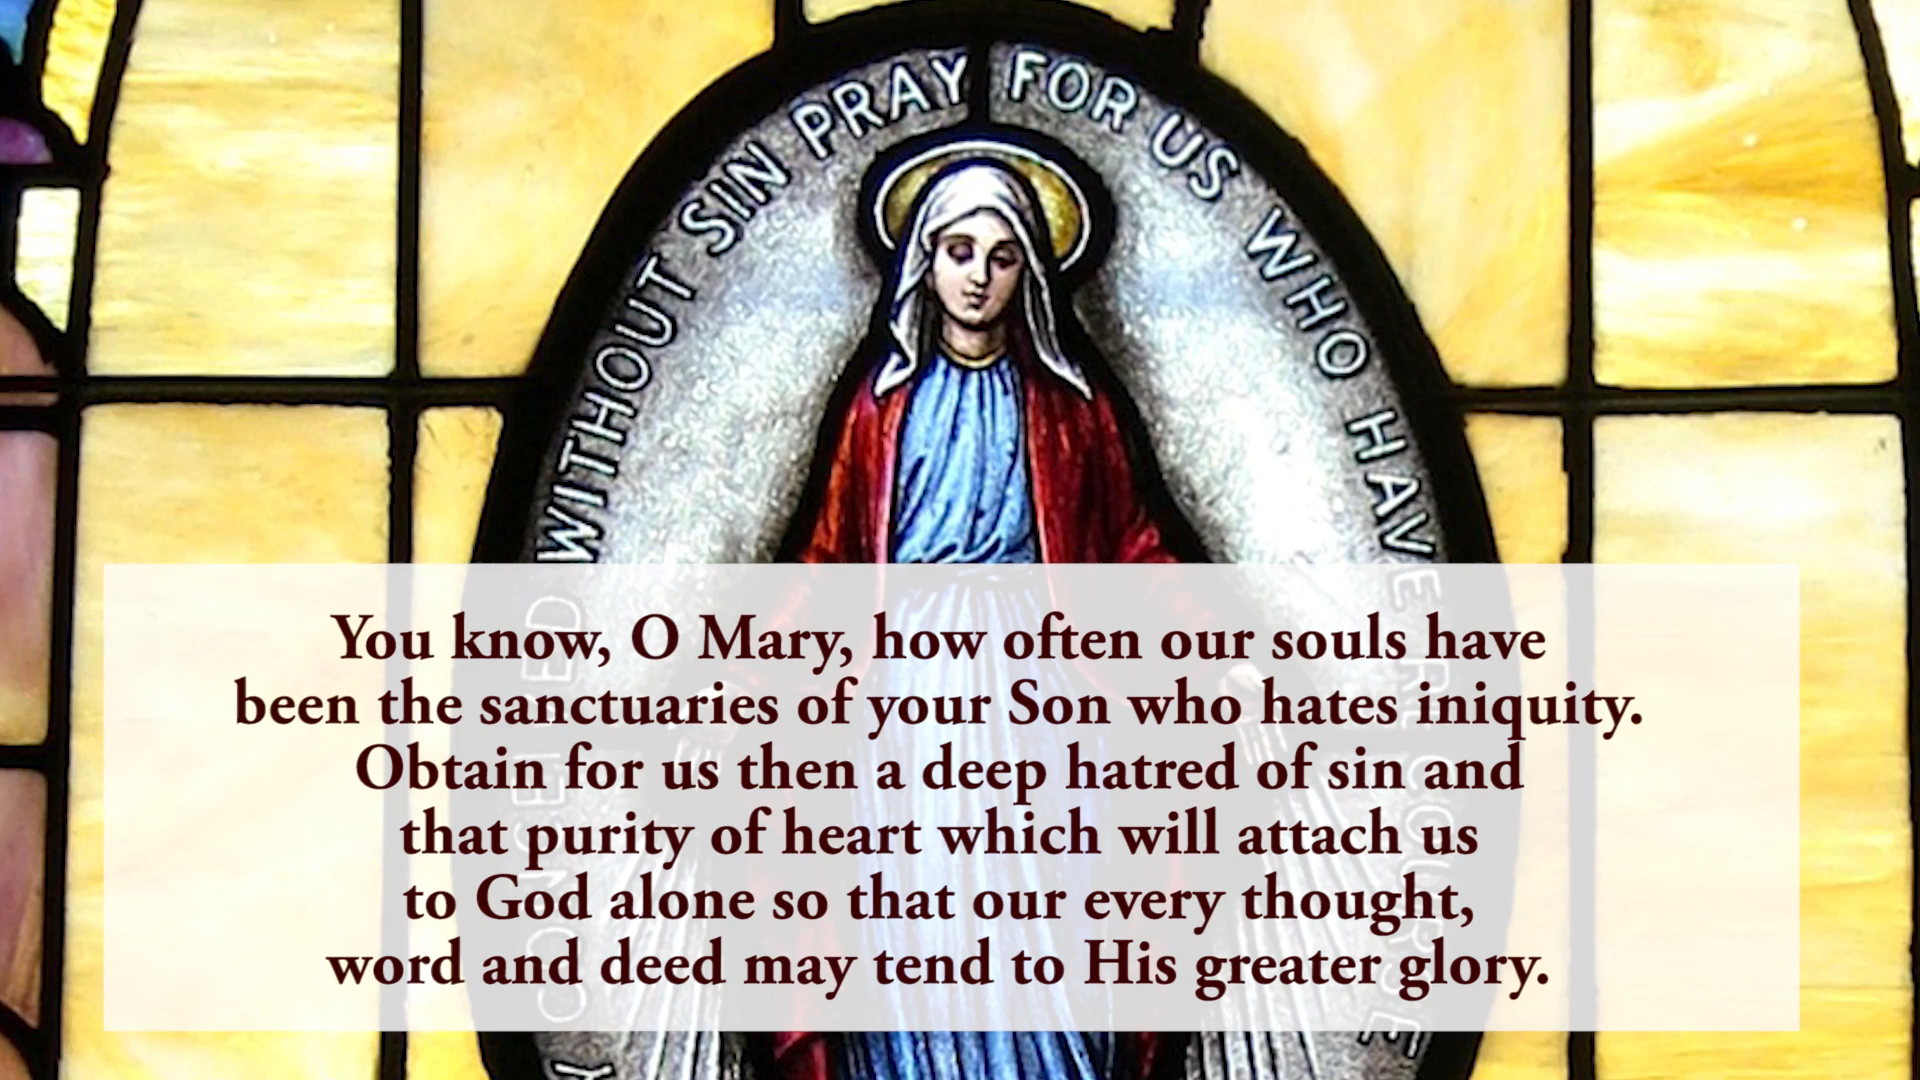 WITHOUT SIN PRAY FOR US WHO HAVE
You know, O Mary, how often our souls have
been the sanctuaries of your Son who hates iniquity.
Obtain for us then a deep hatred of sin and
that purity of heart which will attach us
to God alone so that our every thought,
word and deed may tend to His greater glory.